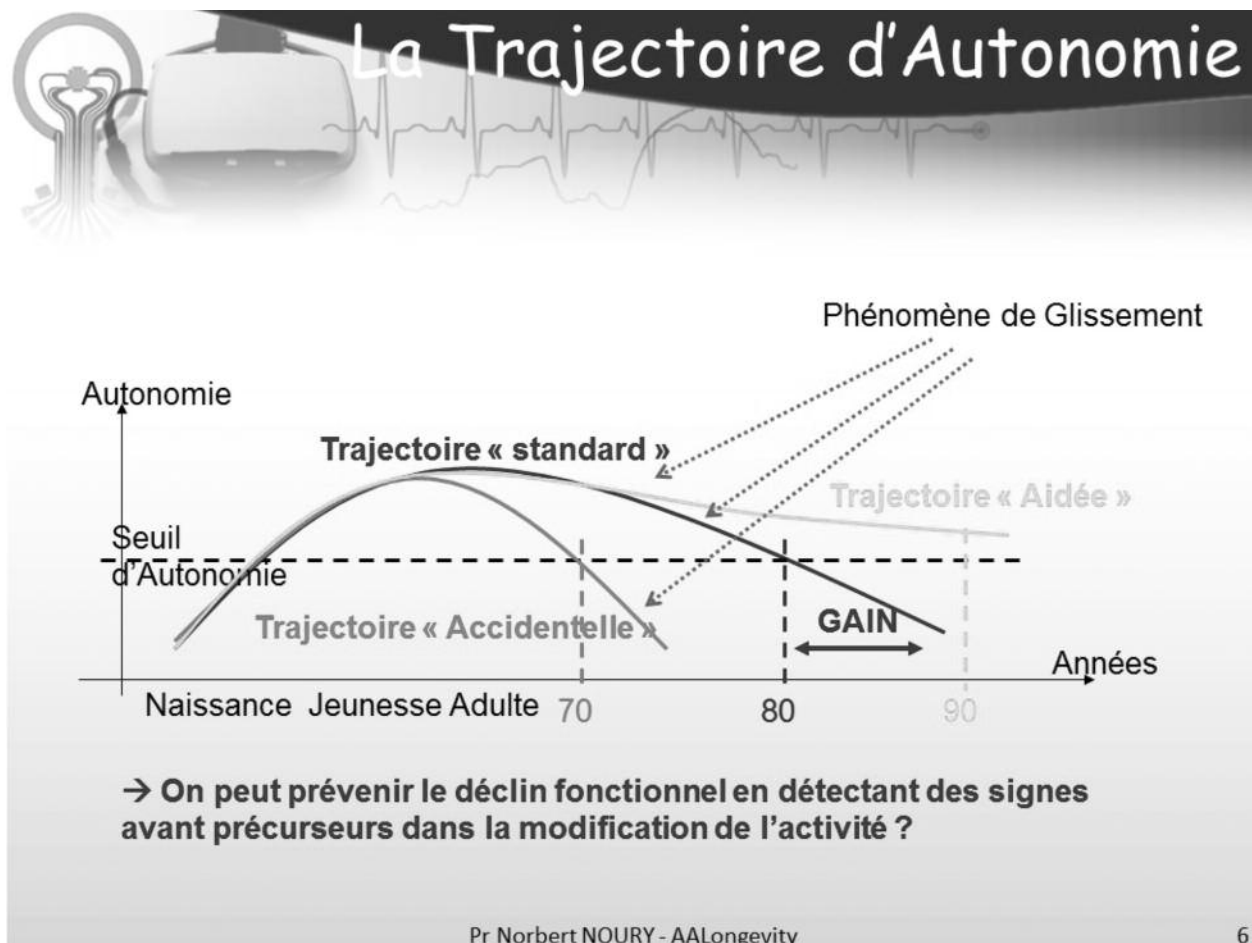 La Trajectoire d'Autonomie
Phénomène de Glissement
Autonomie
Trajectoire « standard »
Trajectoire « Aidée »
Seuil
d'Autonomie
Trajectoire « Accidentelle »
GAIN
Années
Naissance Jeunesse Adulte 70 80 90
→ On peut prévenir le déclin fonctionnel en détectant des signes
avant précurseurs dans la modification de l'activité ?
Pr Norbert NOURY - AALongevity 6